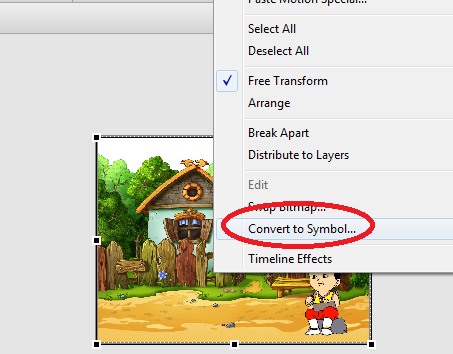 Paste Motion Special...
Select All
Deselect All
Free Transform
Arrange
Break Apart
Distribute to Layers
Edit
Swap Bitmap...
Convert to Symbol...
Timeline Effects